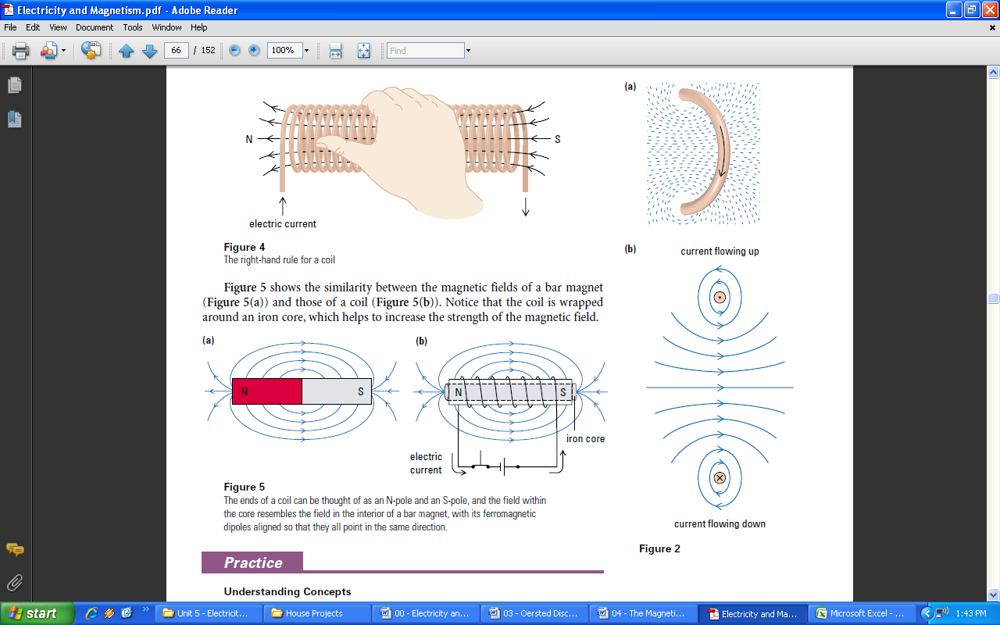 Electricity and Magnetism.pdf - Adobe Reader
File Edit View Document Tools Window Help
66 / 152 100% Find
N S
electric current
Figure 4
The right-hand rule for a coil
Figure 5 shows the similarity between the magnetic fields of a bar magnet
(Figure 5(a)) and those of a coil (Figure 5(b)). Notice that the coil is wrapped
around an iron core, which helps to increase the strength of the magnetic field.
(a) (b)
N S N S
iron core
electric
current
Figure 5
The ends of a coil can be thought of as an N-pole and an S-pole, and the field within
the core resembles the field in the interior of a bar magnet, with its ferromagnetic
dipoles aligned so that they all point in the same direction.
Practice
Understanding Concepts
(a)
(b)
current flowing up
current flowing down
Figure 2
start Unit 5 - Electricit... House Projects 00 - Electricity an... 03 - Oersted Disc... 04 - The Magneti... Electricity and Ma... Microsoft Excel - ... 1:43 PM